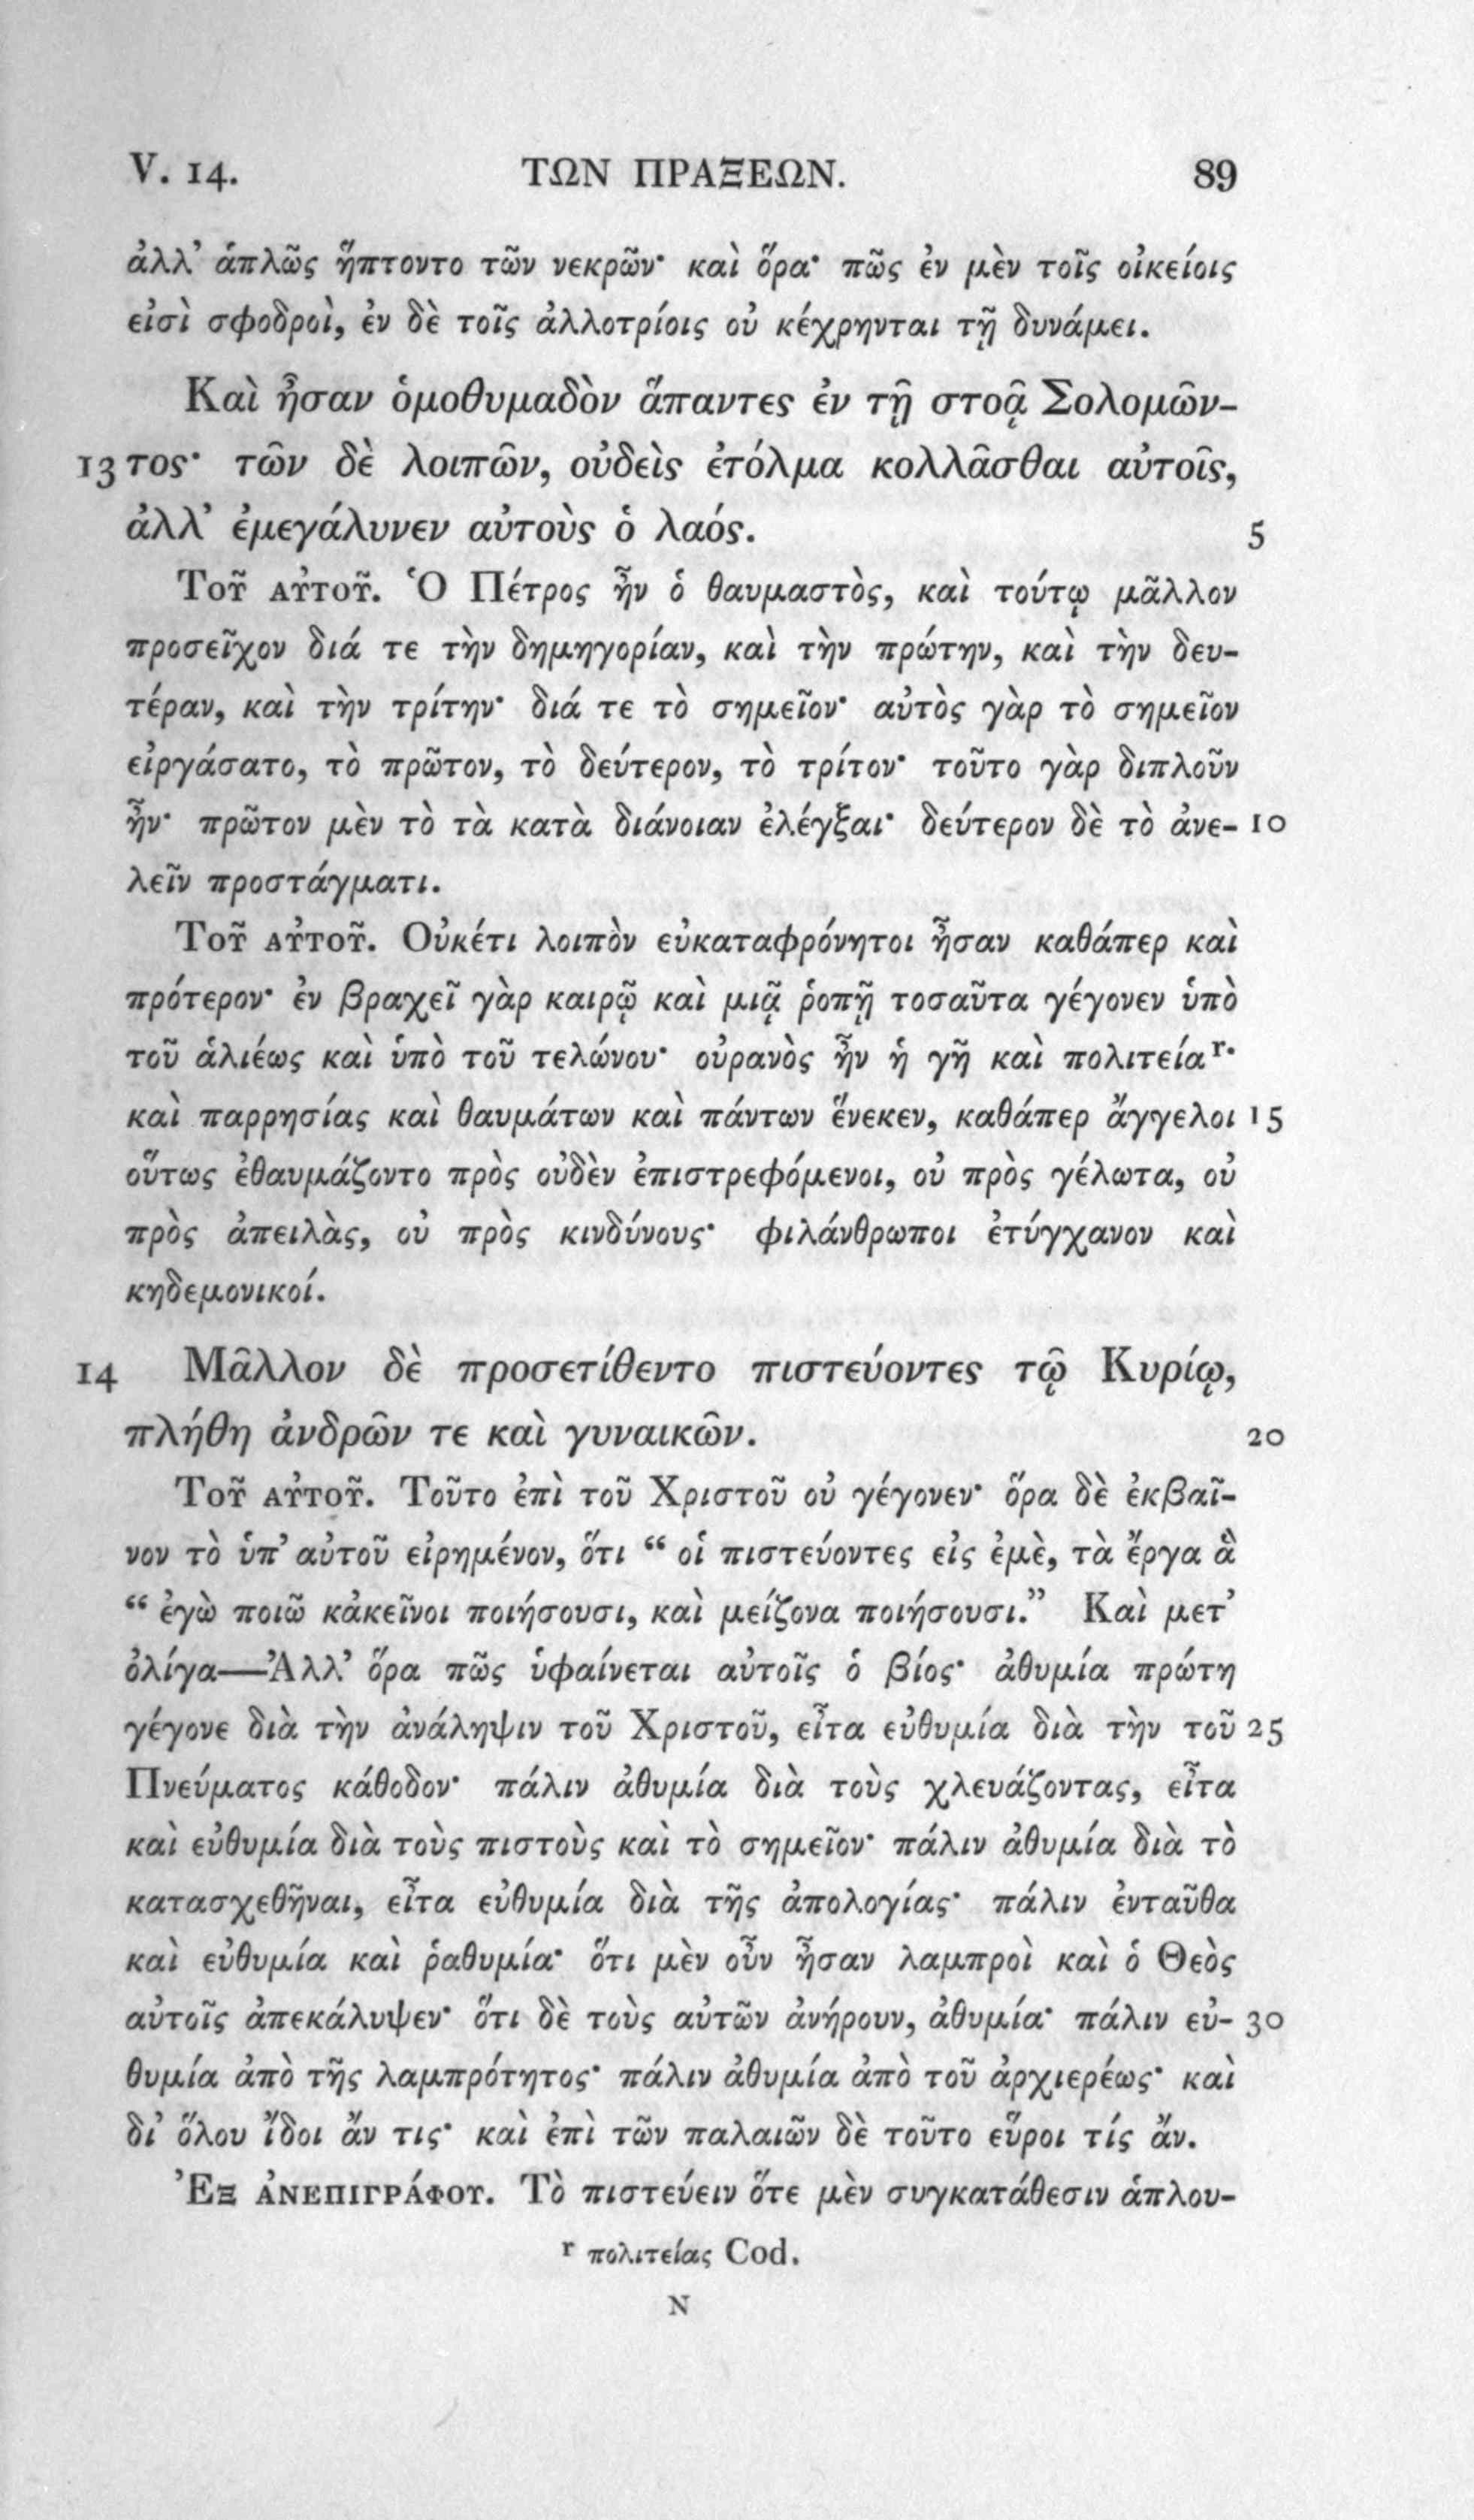 V. 14. ΤΩΝ ΠΡΑΞΕΩΝ. 89
ἀλλ’ ἁπλῶς ἥπτοντο τῶν νεκρῶν· καὶ ὅρα· πῶς ἐν μὲν τοῖς οἰκείοις
εἰσὶ σφοδροὶ, ἐν δὲ τοῖς ἀλλοτρίοις οὐ κέχρηνται τῇ δυνάμει.
Καὶ ἦσαν ὁμοθυμαδὸν ἅπαντες ἐν τῇ στοᾷ Σολομῶν-
13 τος· τῶν δὲ λοιπῶν, οὐδεὶς ἐτόλμα κολλᾶσθαι αὐτοῖς,
ἀλλ’ ἐμεγάλυνεν αὐτοὺς ὁ λαός. 5
Τοῦ αὐτοῦ. Ὁ Πέτρος ἦν ὁ θαυμαστὸς, καὶ τούτῳ μᾶλλον
προσεῖχον διά τε τὴν δημηγορίαν, καὶ τὴν πρώτην, καὶ τὴν δευ-
τέραν, καὶ τὴν τρίτην· διά τε τὸ σημεῖον· αὐτὸς γὰρ τὸ σημεῖον
εἰργάσατο, τὸ πρῶτον, τὸ δεύτερον, τὸ τρίτον· τοῦτο γὰρ διπλοῦν
ἦν· πρῶτον μὲν τὸ τὰ κατὰ διάνοιαν ἐλέγξαι· δεύτερον δὲ τὸ ἀνε- 10
λεῖν προστάγματι.
Τοῦ αὐτοῦ. Οὐκέτι λοιπὸν εὐκαταφρόνητοι ἦσαν καθάπερ καὶ
πρότερον· ἐν βραχεῖ γὰρ καιρῷ καὶ μιᾷ ῥοπῇ τοσαῦτα γέγονεν ὑπὸ
τοῦ ἁλιέως καὶ ὑπὸ τοῦ τελώνου· οὐρανὸς ἦν ἡ γῆ καὶ πολιτεία r·
καὶ παρρησίας καὶ θαυμάτων καὶ πάντων ἕνεκεν, καθάπερ ἄγγελοι 15
οὕτως ἐθαυμάζοντο πρὸς οὐδὲν ἐπιστρεφόμενοι, οὐ πρὸς γέλωτα, οὐ
πρὸς ἀπειλὰς, οὐ πρὸς κινδύνους· φιλάνθρωποι ἐτύγχανον καὶ
κηδεμονικοί.
14 Μᾶλλον δὲ προσετίθεντο πιστεύοντες τῷ Κυρίῳ,
πλήθη ἀνδρῶν τε καὶ γυναικῶν. 20
Τοῦ αὐτοῦ. Τοῦτο ἐπὶ τοῦ Χριστοῦ οὐ γέγονεν· ὅρα δὲ ἐκβαῖ-
νον τὸ ὑπ’ αὐτοῦ εἰρημένον, ὅτι “ οἱ πιστεύοντες εἰς ἐμὲ, τὰ ἔργα ἃ
“ ἐγὼ ποιῶ κἀκεῖνοι ποιήσουσι, καὶ μείζονα ποιήσουσι.” Καὶ μετ’
ὀλίγα—Ἀλλ’ ὅρα πῶς ὑφαίνεται αὐτοῖς ὁ βίος· ἀθυμία πρώτη
γέγονε διὰ τὴν ἀνάληψιν τοῦ Χριστοῦ, εἶτα εὐθυμία διὰ τὴν τοῦ 25
Πνεύματος κάθοδον· πάλιν ἀθυμία διὰ τοὺς χλευάζοντας, εἶτα
καὶ εὐθυμία διὰ τοὺς πιστοὺς καὶ τὸ σημεῖον· πάλιν ἀθυμία διὰ τὸ
κατασχεθῆναι, εἶτα εὐθυμία διὰ τῆς ἀπολογίας· πάλιν ἐνταῦθα
καὶ εὐθυμία καὶ ῥαθυμία· ὅτι μὲν οὖν ἦσαν λαμπροὶ καὶ ὁ Θεὸς
αὐτοῖς ἀπεκάλυψεν· ὅτι δὲ τοὺς αὐτῶν ἀνήρουν, ἀθυμία· πάλιν εὐ- 30
θυμία ἀπὸ τῆς λαμπρότητος· πάλιν ἀθυμία ἀπὸ τοῦ ἀρχιερέως· καὶ
δι’ ὅλου ἴδοι ἄν τις· καὶ ἐπὶ τῶν παλαιῶν δὲ τοῦτο εὕροι τίς ἄν.
Ἐξ ἀνεπιγράφου. Τὸ πιστεύειν ὅτε μὲν συγκατάθεσιν ἁπλου-
r πολιτείας Cod.
N